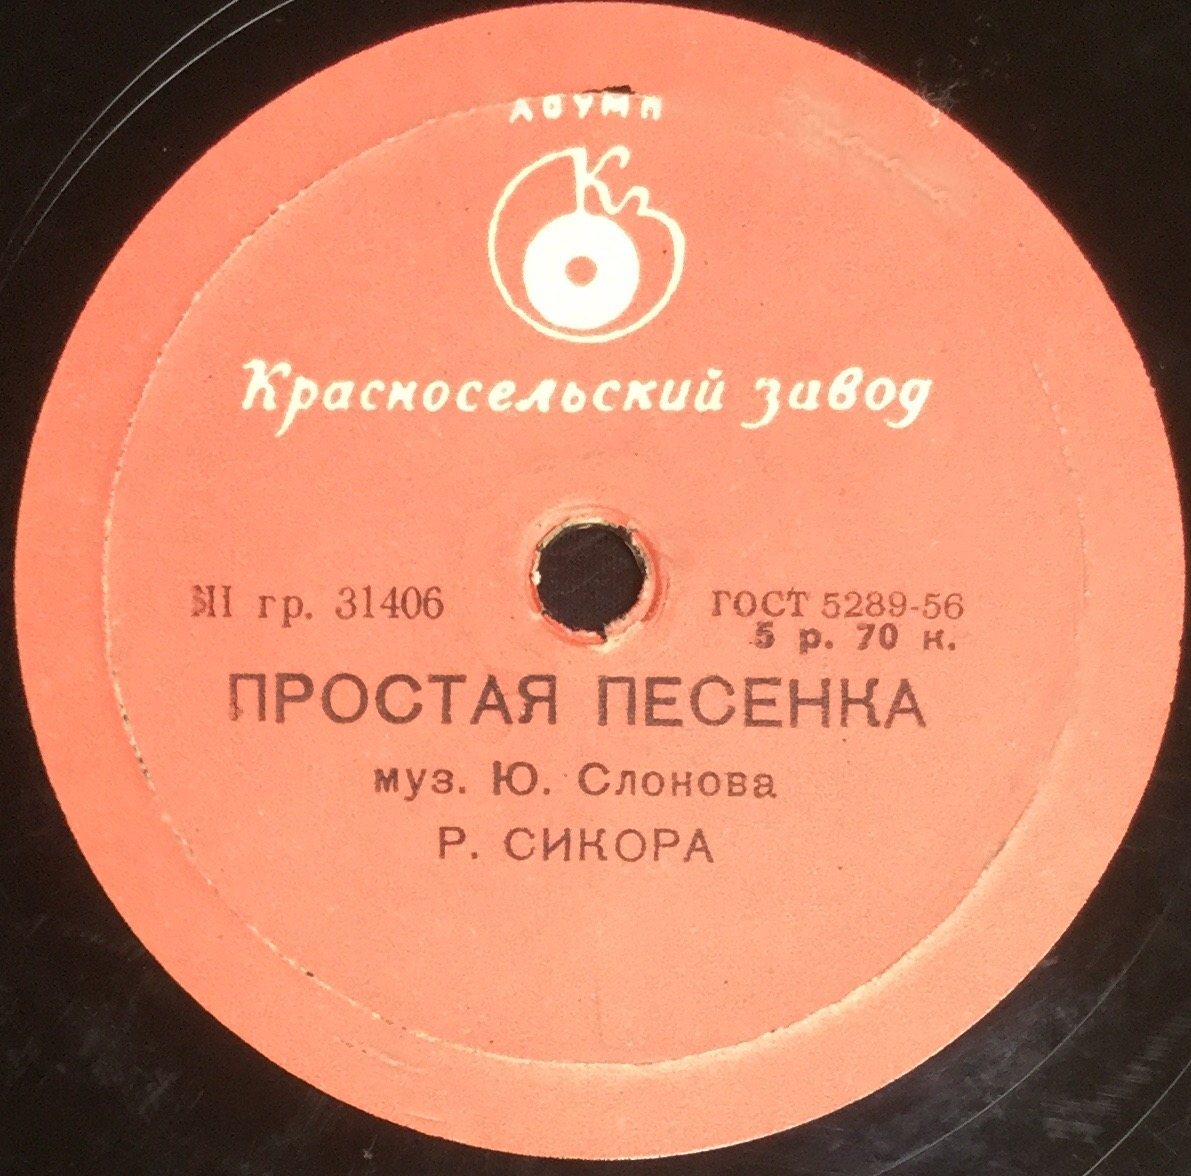 ЛОУМП
Кз
Красносельский завод
гр. 31406
ГОСТ 5289-56
5 р. 70 к.
ПРОСТАЯ ПЕСЕНКА
муз. Ю. Слонова
Р. СИКОРА